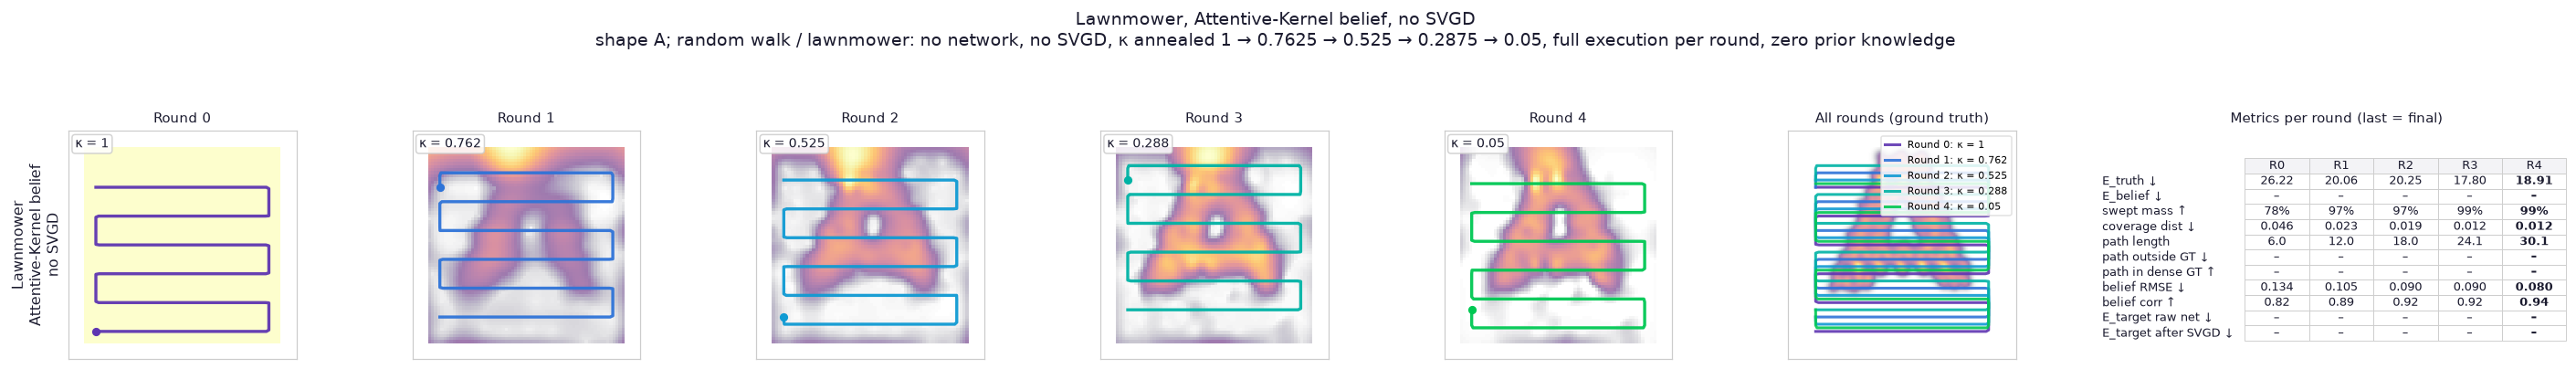 Lawnmower, Attentive-Kernel belief, no SVGD
shape A; random walk / lawnmower: no network, no SVGD, κ annealed 1 → 0.7625 → 0.525 → 0.2875 → 0.05, full execution per round, zero prior knowledge
Lawnmower
Attentive-Kernel belief
no SVGD
Round 0
κ = 1
Round 1
κ = 0.762
Round 2
κ = 0.525
Round 3
κ = 0.288
Round 4
κ = 0.05
All rounds (ground truth)
Round 0: κ = 1
Round 1: κ = 0.762
Round 2: κ = 0.525
Round 3: κ = 0.288
Round 4: κ = 0.05
Metrics per round (last = final)
R0 R1 R2 R3 R4
E_truth ↓ 26.22 20.06 20.25 17.80 18.91
E_belief ↓ – – – – –
swept mass ↑ 78% 97% 97% 99% 99%
coverage dist ↓ 0.046 0.023 0.019 0.012 0.012
path length 6.0 12.0 18.0 24.1 30.1
path outside GT ↓ – – – – –
path in dense GT ↑ – – – – –
belief RMSE ↓ 0.134 0.105 0.090 0.090 0.080
belief corr ↑ 0.82 0.89 0.92 0.92 0.94
E_target raw net ↓ – – – – –
E_target after SVGD ↓ – – – – –